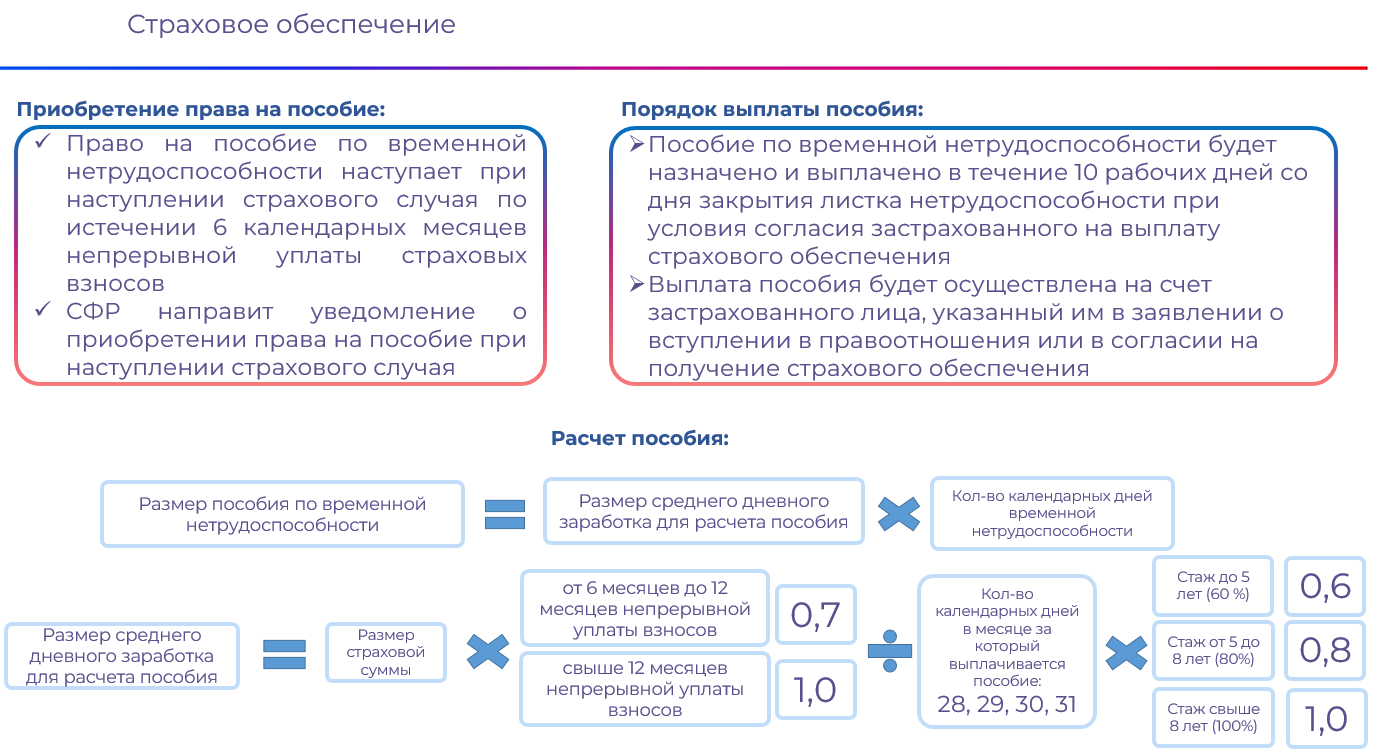 Страховое обеспечение
Приобретение права на пособие:
✓ Право на пособие по временной
нетрудоспособности наступает при
наступлении страхового случая по
истечении 6 календарных месяцев
непрерывной уплаты страховых
взносов
✓ СФР направит уведомление о
приобретении права на пособие при
наступлении страхового случая
Порядок выплаты пособия:
➢Пособие по временной нетрудоспособности будет
назначено и выплачено в течение 10 рабочих дней со
дня закрытия листка нетрудоспособности при
условия согласия застрахованного на выплату
страхового обеспечения
➢Выплата пособия будет осуществлена на счет
застрахованного лица, указанный им в заявлении о
вступлении в правоотношения или в согласии на
получение страхового обеспечения
Расчет пособия:
Размер пособия по временной
нетрудоспособности
=
Размер среднего дневного
заработка для расчета пособия
×
Кол-во календарных дней
временной
нетрудоспособности
Размер среднего
дневного заработка
для расчета пособия
=
Размер
страховой
суммы
×
от 6 месяцев до 12
месяцев непрерывной
уплаты взносов
0,7
свыше 12 месяцев
непрерывной уплаты
взносов
1,0
÷
Кол-во
календарных дней
в месяце за
который
выплачивается
пособие:
28, 29, 30, 31
×
Стаж до 5
лет (60 %)
0,6
Стаж от 5 до
8 лет (80%)
0,8
Стаж свыше
8 лет (100%)
1,0